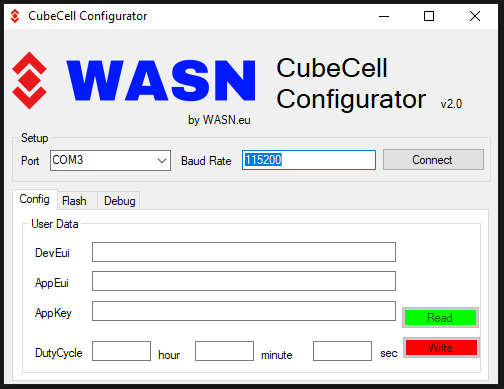 CubeCell Configurator
WASN
CubeCell
Configurator v2.0
by WASN.eu
Setup
Port COM3 Baud Rate 115200 Connect
Config Flash Debug
User Data
DevEui
AppEui
AppKey
Read
DutyCycle hour minute sec Write